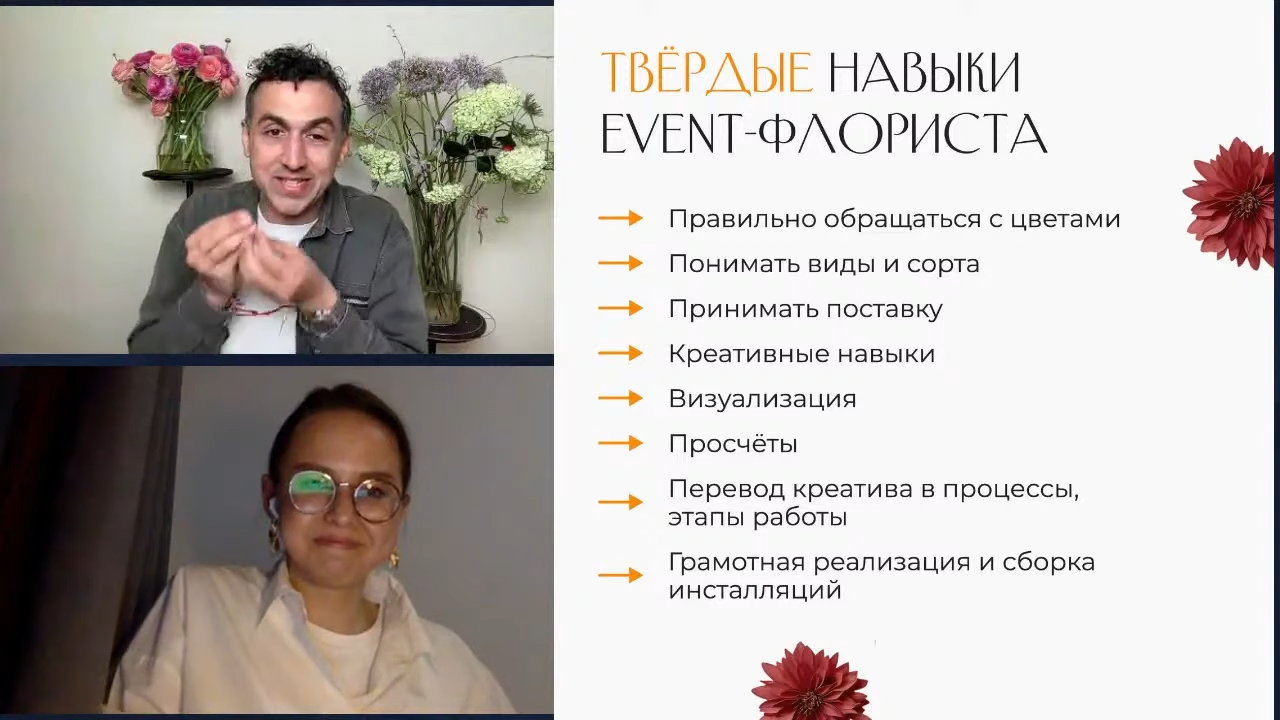 ТВЁРДЫЕ НАВЫКИ
EVENT-ФЛОРИСТА
Правильно обращаться с цветами
Понимать виды и сорта
Принимать поставку
Креативные навыки
Визуализация
Просчёты
Перевод креатива в процессы,
этапы работы
Грамотная реализация и сборка
инсталляций